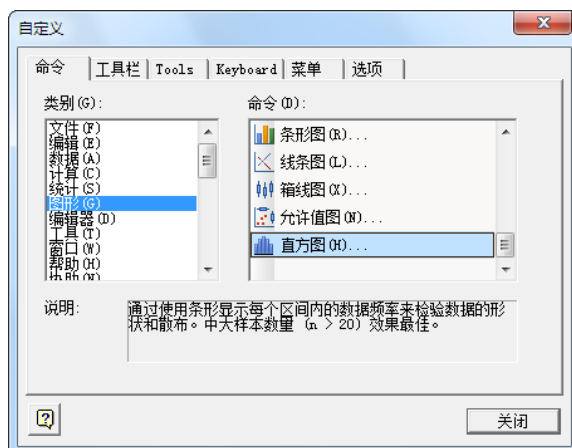 自定义
命令 工具栏 Tools Keyboard 菜单 选项
类别(G):
文件(F)
编辑(E)
数据(A)
计算(C)
统计(S)
图形(G)
编辑器(D)
工具(T)
窗口(W)
帮助(H)
协助(N)
命令(D):
条形图(R)...
线条图(L)...
箱线图(X)...
允许值图(W)...
直方图(H)...
说明:
通过使用条形显示每个区间内的数据频率来检验数据的形
状和散布。中大样本数量 (n > 20) 效果最佳。
关闭